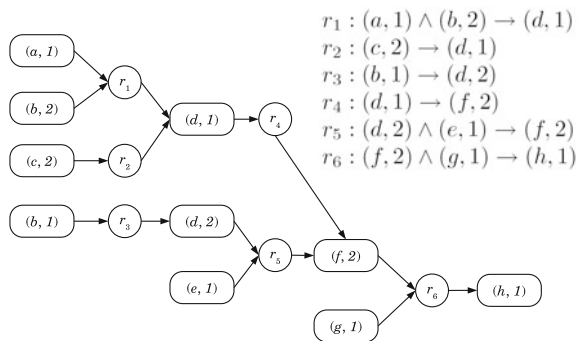 r₁ : (a, 1) ∧ (b, 2) → (d, 1)
r₂ : (c, 2) → (d, 1)
r₃ : (b, 1) → (d, 2)
r₄ : (d, 1) → (f, 2)
r₅ : (d, 2) ∧ (e, 1) → (f, 2)
r₆ : (f, 2) ∧ (g, 1) → (h, 1)
(a, 1)
r₁
(b, 2)
(d, 1)
r₄
(c, 2)
r₂
(b, 1)
r₃
(d, 2)
r₅
(f, 2)
(e, 1)
r₆
(h, 1)
(g, 1)